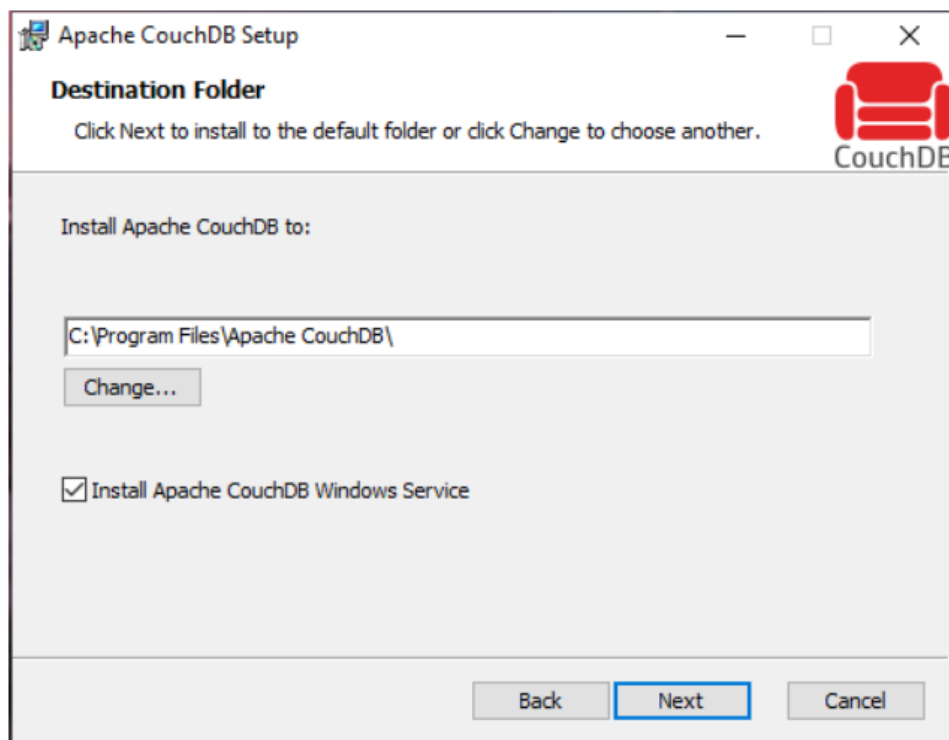 Apache CouchDB Setup
Destination Folder
Click Next to install to the default folder or click Change to choose another.
CouchDB
Install Apache CouchDB to:
C:\Program Files\Apache CouchDB\
Change...
Install Apache CouchDB Windows Service
Back Next Cancel